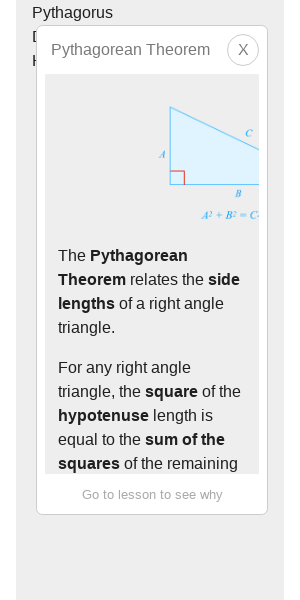 Pythagorus
Pythagorean Theorem X
C
A
B
A² + B² = C
The Pythagorean
Theorem relates the side
lengths of a right angle
triangle.
For any right angle
triangle, the square of the
hypotenuse length is
equal to the sum of the
squares of the remaining
Go to lesson to see why